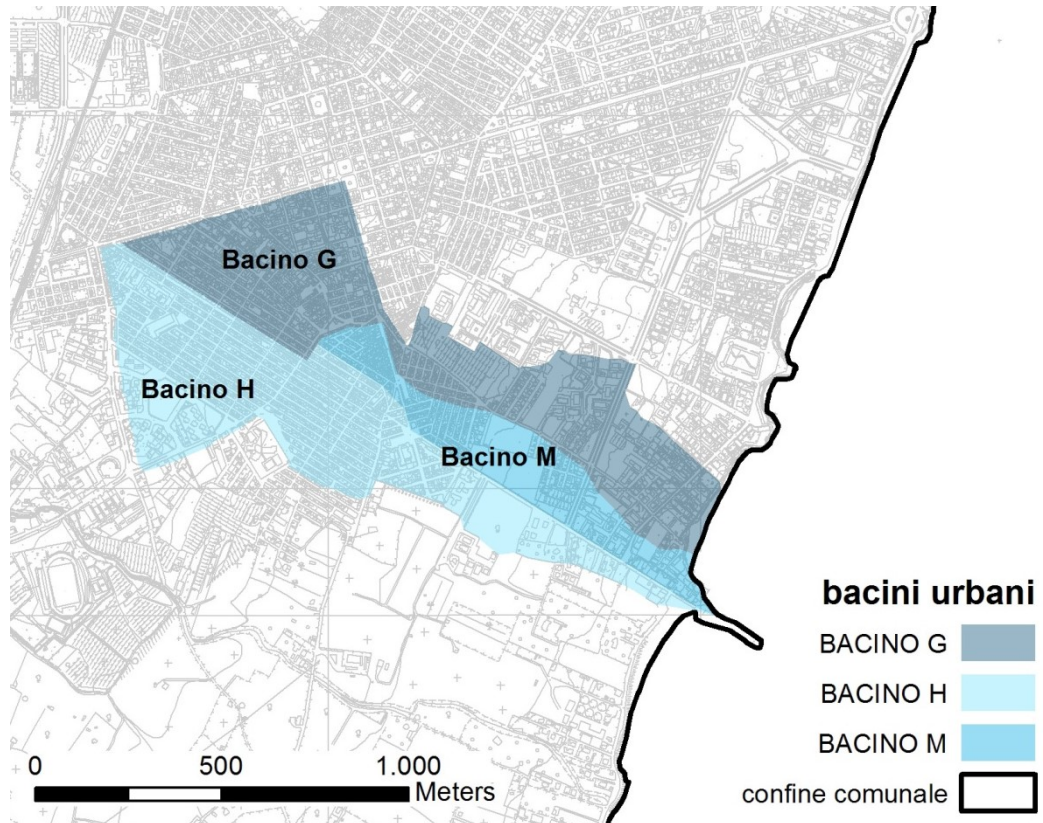 Bacino G
Bacino H
Bacino M
bacini urbani
BACINO G
BACINO H
BACINO M
confine comunale
0 500 1.000
Meters